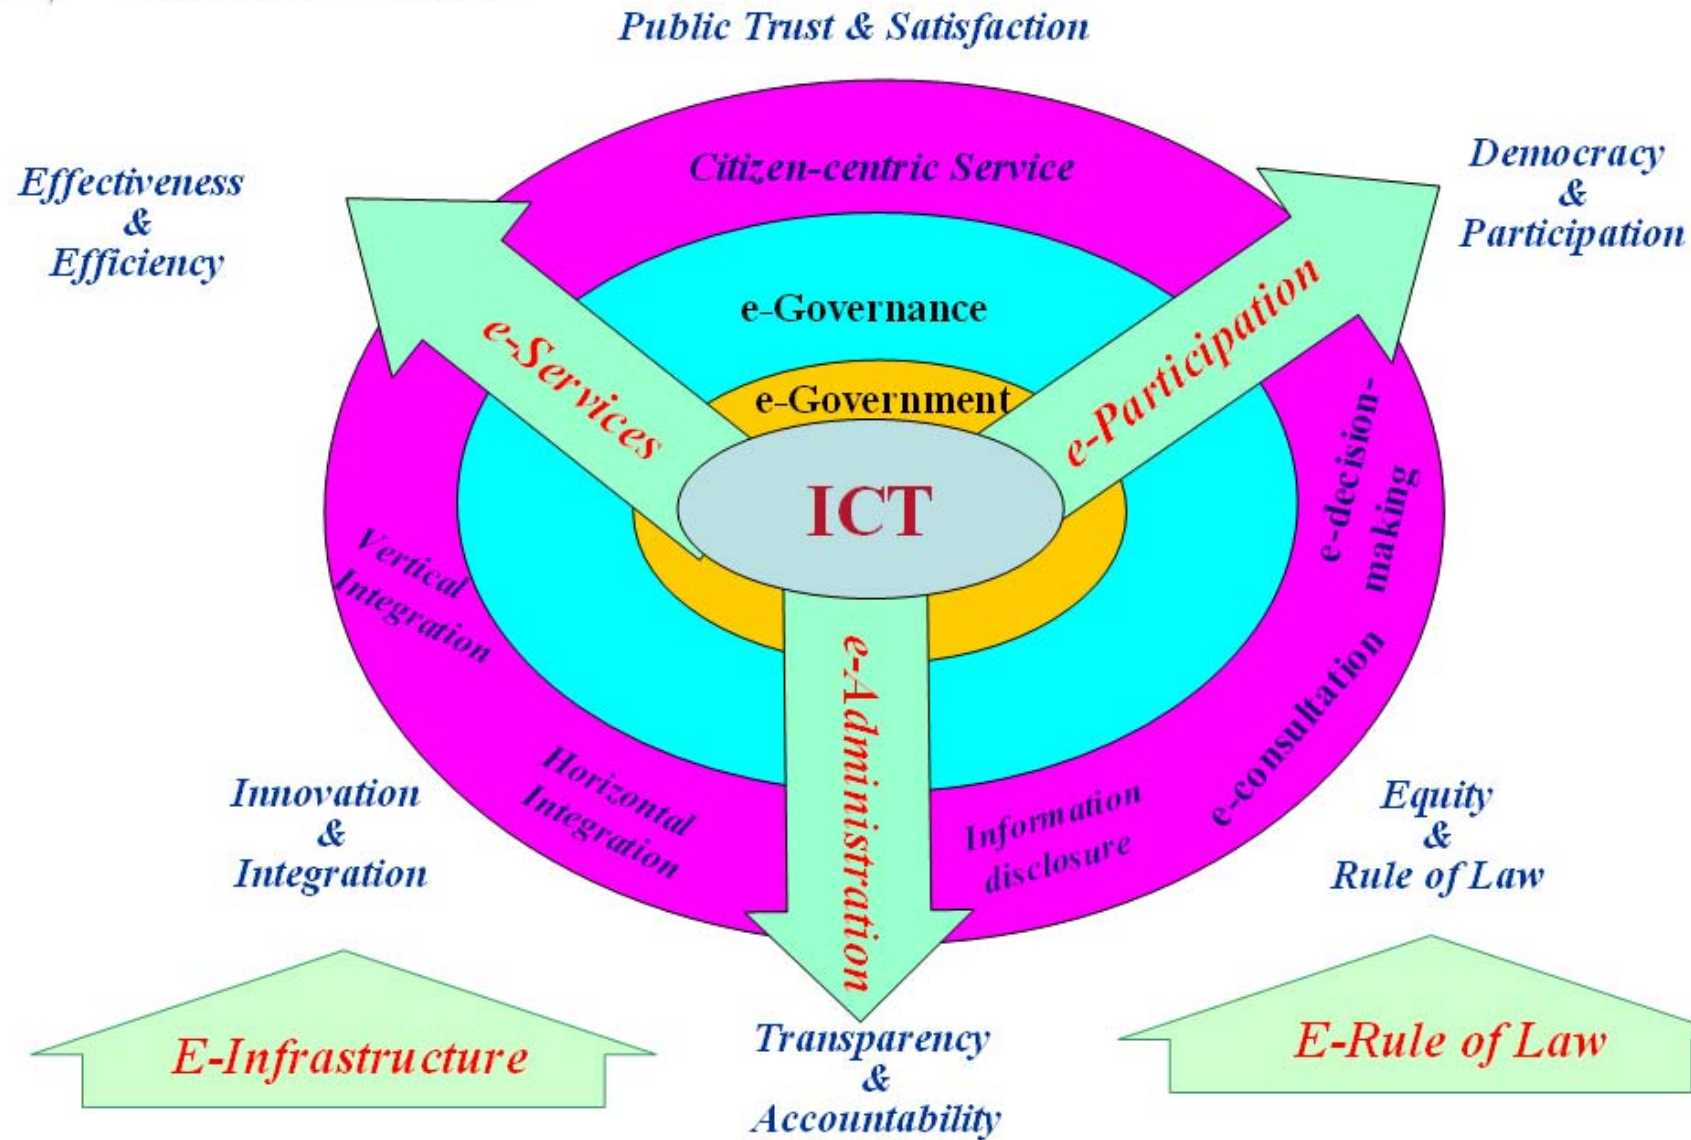 Public Trust & Satisfaction
Citizen-centric Service
Effectiveness
&
Efficiency
Democracy
&
Participation
e-Governance
e-Services
e-Participation
e-Government
ICT
e-decision-
making
Vertical
Integration
e-Administration
e-consultation
Horizontal
Integration
Information
disclosure
Innovation
&
Integration
Equity
&
Rule of Law
E-Infrastructure
Transparency
&
Accountability
E-Rule of Law